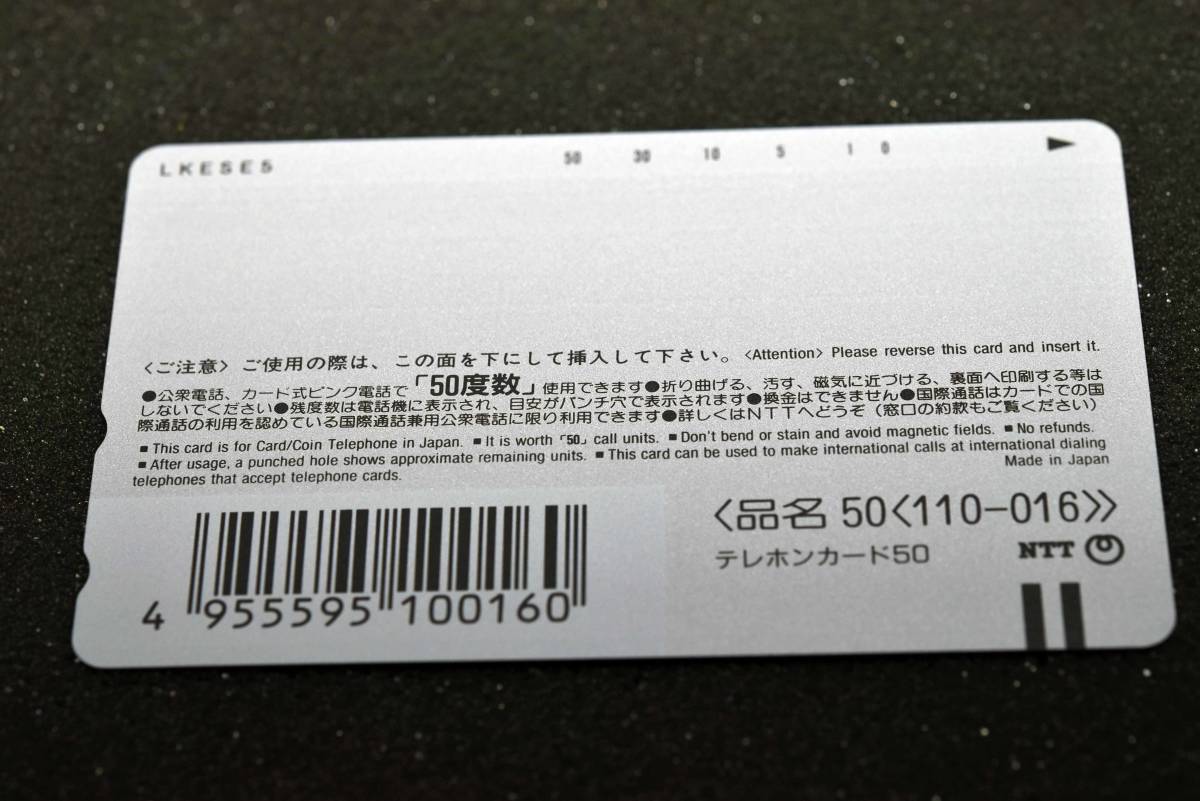 LKESE5 50 30 10 5 1 0
〈ご注意〉ご使用の際は、この面を下にして挿入して下さい。〈Attention〉Please reverse this card and insert it.
●公衆電話、カード式ピンク電話で「50度数」使用できます●折り曲げる、汚す、磁気に近づける、裏面へ印刷する等は
しないでください●残度数は電話機に表示され、目安がパンチ穴で表示されます●換金はできません●国際通話はカードでの国
際通話の利用を認めている国際通話兼用公衆電話に限り利用できます●詳しくはNTTへどうぞ（窓口の約款もご覧ください）
■This card is for Card/Coin Telephone in Japan. ■It is worth「50」call units. ■Don't bend or stain and avoid magnetic fields. ■No refunds.
■After usage, a punched hole shows approximate remaining units. ■This card can be used to make international calls at international dialing
telephones that accept telephone cards.
Made in Japan
〈品名 50〈110-016〉〉
テレホンカード50
NTT
4 955595 100160